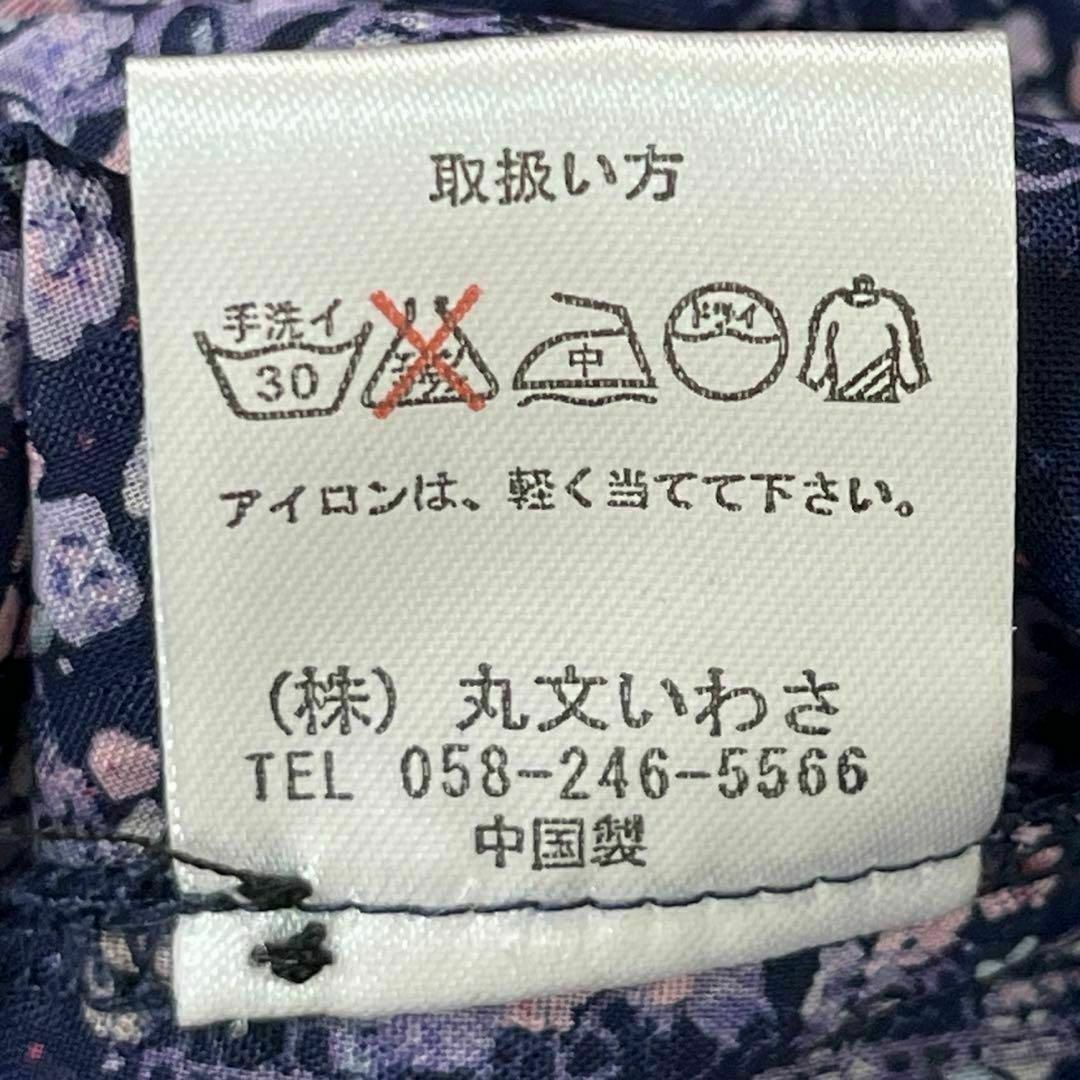 取扱い方
手洗イ 中 ドライ
30
アイロンは、軽く当てて下さい。
(株) 丸文いわさ
TEL 058-246-5566
中国製